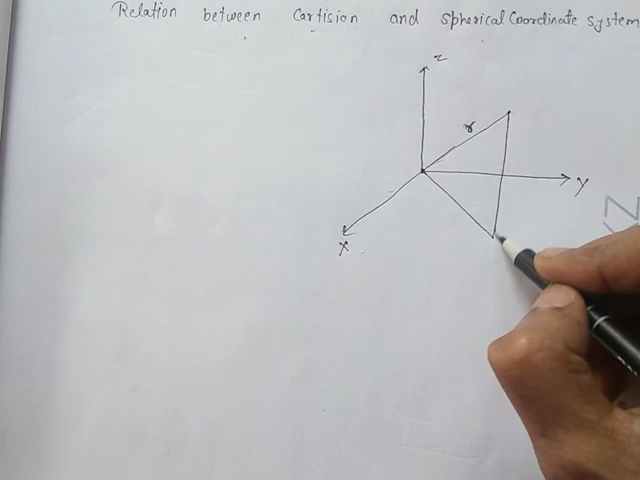 Relation between Cartision and Spherical Coordinate system
z
r
y
x